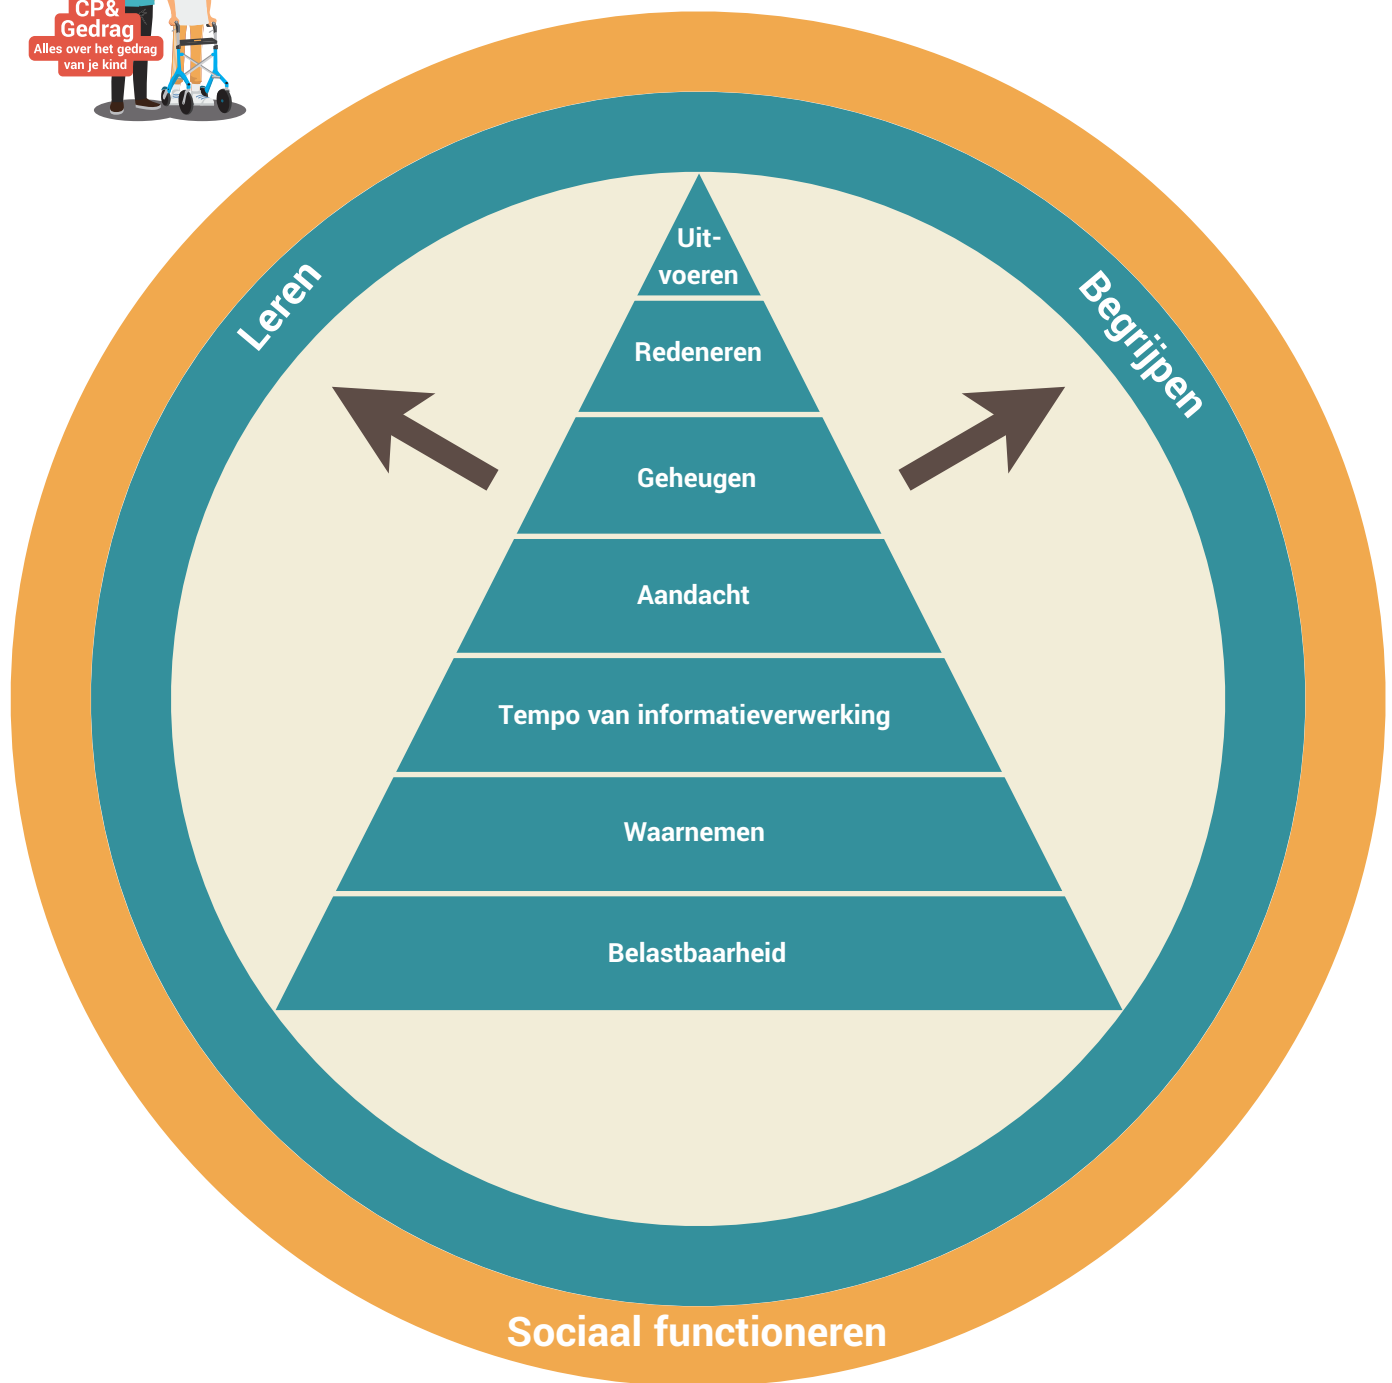 CP&
Gedrag
Alles over het gedrag
van je kind
Leren
Begrijpen
Uit-
voeren
Redeneren
Geheugen
Aandacht
Tempo van informatieverwerking
Waarnemen
Belastbaarheid
Sociaal functioneren